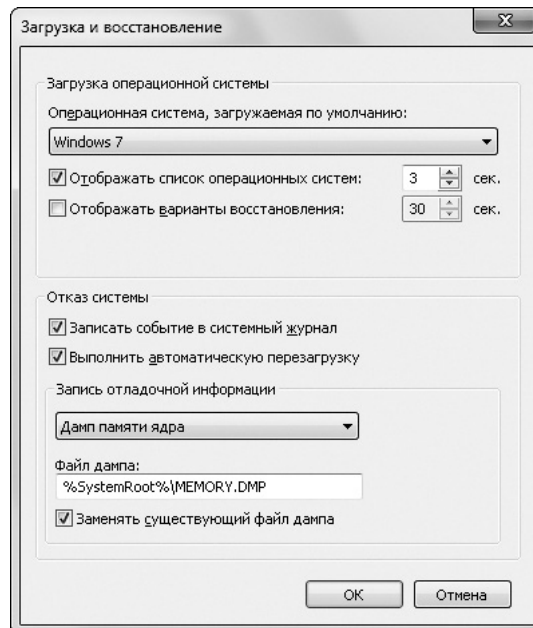 Загрузка и восстановление
Загрузка операционной системы
Операционная система, загружаемая по умолчанию:
Windows 7
Отображать список операционных систем: 3 сек.
Отображать варианты восстановления: 30 сек.
Отказ системы
Записать событие в системный журнал
Выполнить автоматическую перезагрузку
Запись отладочной информации
Дамп памяти ядра
Файл дампа:
%SystemRoot%\MEMORY.DMP
Заменять существующий файл дампа
ОК Отмена